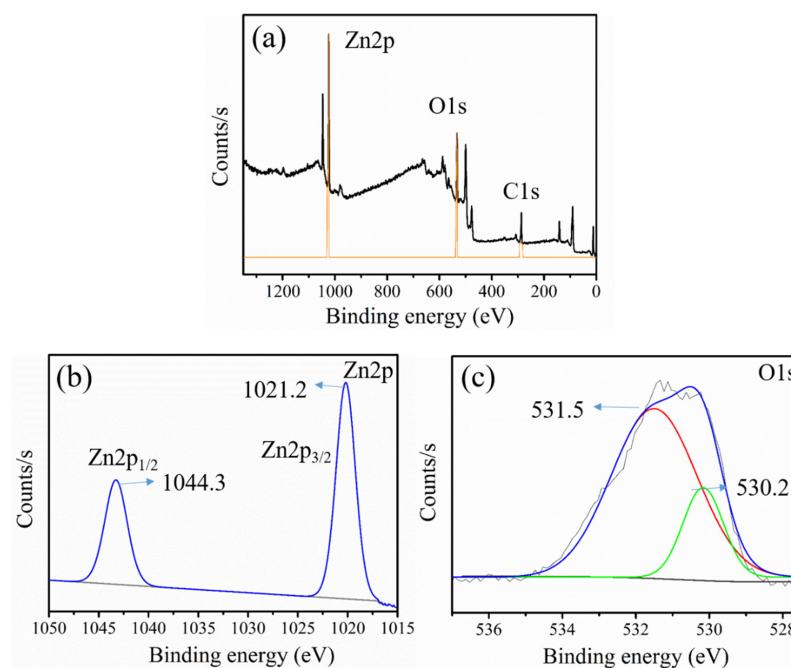 (a)
Zn2p
O1s
C1s
Counts/s
1200 1000 800 600 400 200 0
Binding energy (eV)
(b)
Zn2p
1021.2
Zn2p3/2
Zn2p1/2
1044.3
Counts/s
1050 1045 1040 1035 1030 1025 1020 1015
Binding energy (eV)
(c)
O1s
531.5
530.2
Counts/s
536 534 532 530 528
Binding energy (eV)